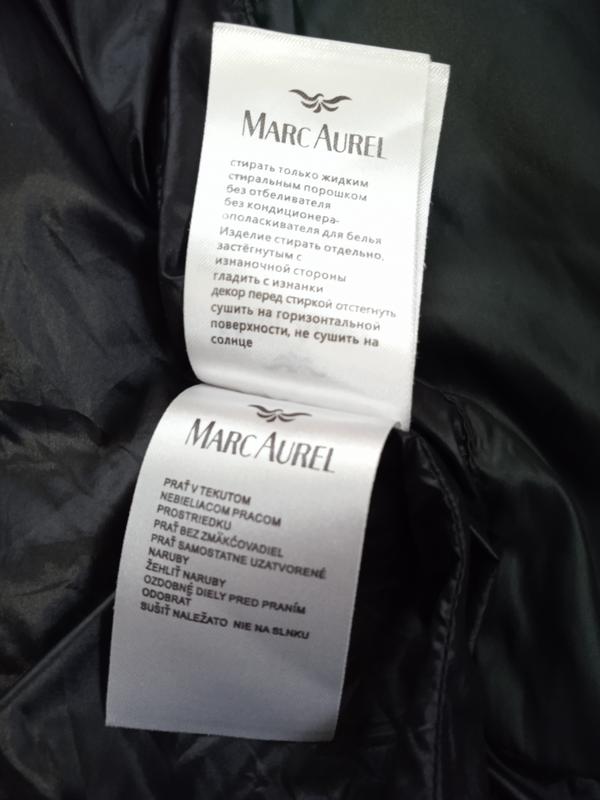 MARC AUREL
стирать только жидким
стиральным порошком
без отбеливателя
без кондиционера-
ополаскивателя для белья
Изделие стирать отдельно,
застёгнутым с
изнаночной стороны
гладить с изнанки
декор перед стиркой отстегнуть
сушить на горизонтальной
поверхности, не сушить на
солнце
MARC AUREL
PRAŤ V TEKUTOM
NEBIELIACOM PRACOM
PROSTRIEDKU
PRAŤ BEZ ZMÄKČOVADIEL
PRAŤ SAMOSTATNE UZATVORENÉ
NARUBY
ŽEHLIŤ NARUBY
OZDOBNÉ DIELY PRED PRANÍM
ODOBRAŤ
SUŠIŤ NALEŽATO NIE NA SLNKU